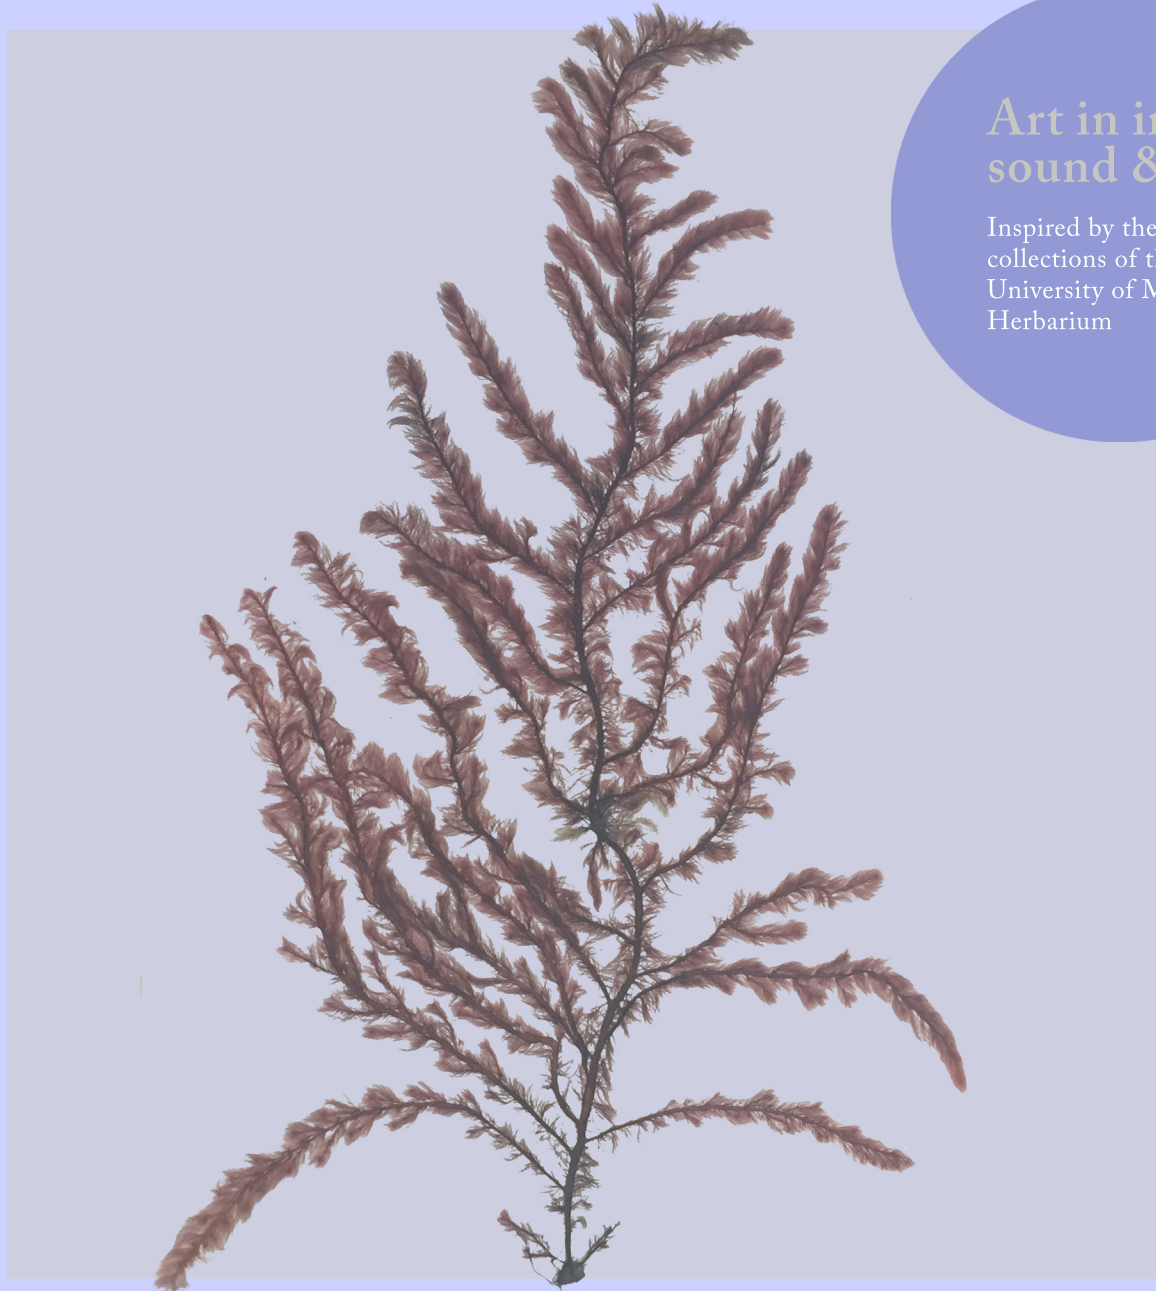 Art in
sound &
Inspired by the
collections of
University of
Herbarium